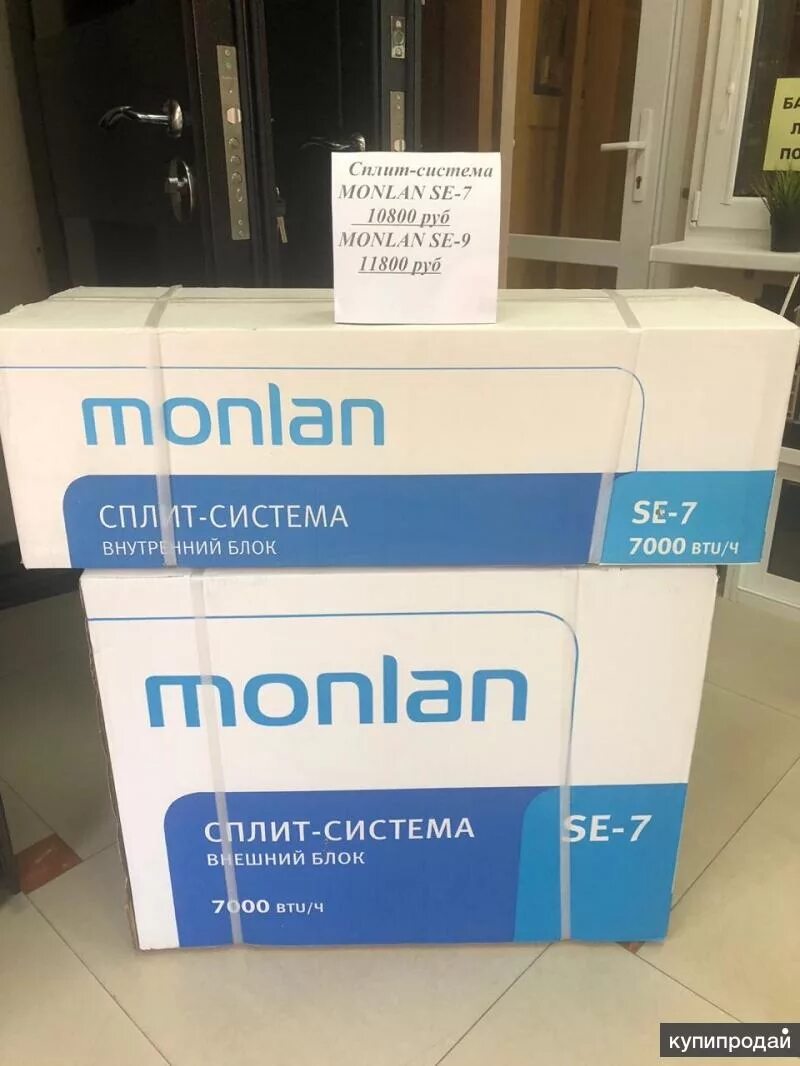 Сплит-система
MONLAN SE-7
10800 руб
MONLAN SE-9
11800 руб
monlan
СПЛИТ-СИСТЕМА
ВНУТРЕННИЙ БЛОК
SE-7
7000 BTU/Ч
monlan
СПЛИТ-СИСТЕМА
ВНЕШНИЙ БЛОК
7000 BTU/Ч
SE-7
купипродай